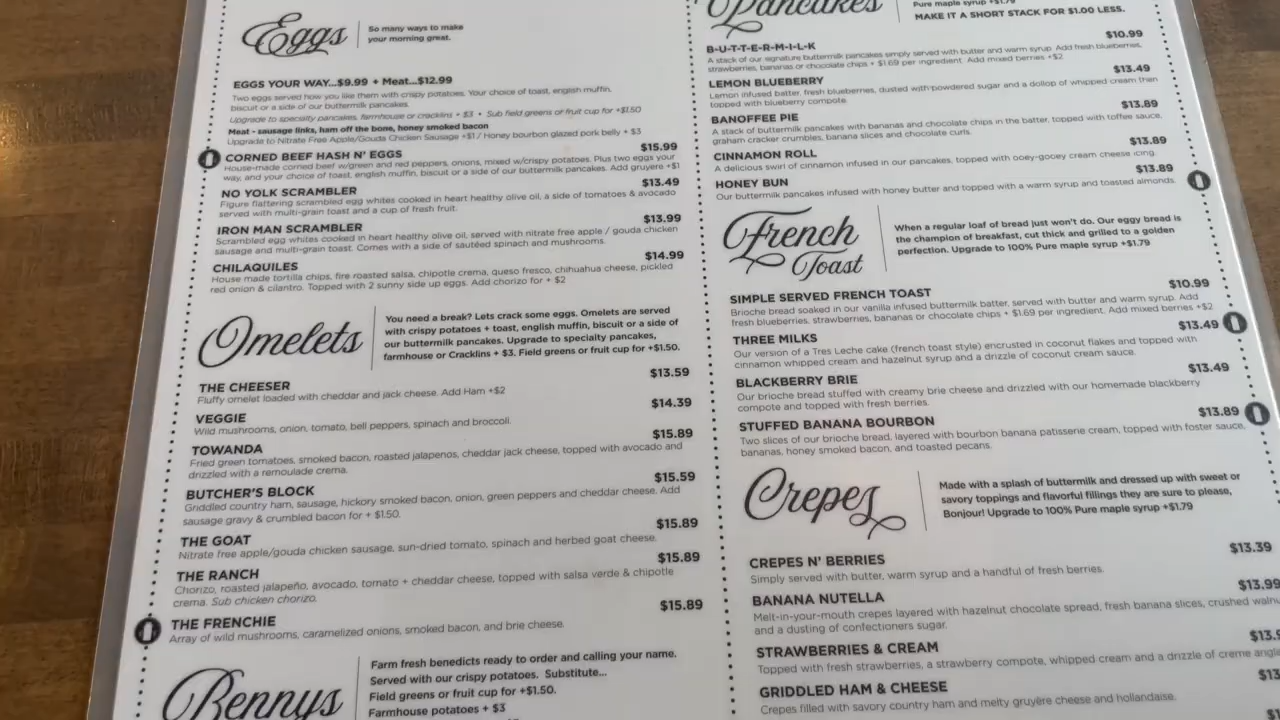 Eggs
So many ways to make
your morning great.
EGGS YOUR WAY...$9.99 + Meat...$12.99
Two eggs served how you like them with crispy potatoes. Your choice of toast, english muffin,
biscuit or a side of our buttermilk pancakes.
Upgrade to specialty pancakes, farmhouse or cracklins + $3 • Sub field greens or fruit cup for +$1.50
Meat - sausage links, ham off the bone, honey smoked bacon
Upgrade to Nitrate Free Apple/Gouda Chicken Sausage +$1 / Honey bourbon glazed pork belly + $3
$15.99
CORNED BEEF HASH N' EGGS
House-made corned beef w/green and red peppers, onions, mixed w/crispy potatoes. Plus two eggs your
way, and your choice of toast, english muffin, biscuit or a side of our buttermilk pancakes. Add gruyere +$1
$13.49
NO YOLK SCRAMBLER
Figure flattering scrambled egg whites cooked in heart healthy olive oil, a side of tomatoes & avocado
served with multi-grain toast and a cup of fresh fruit.
$13.99
IRON MAN SCRAMBLER
Scrambled egg whites cooked in heart healthy olive oil, served with nitrate free apple / gouda chicken
sausage and multi-grain toast. Comes with a side of sautéed spinach and mushrooms.
$14.99
CHILAQUILES
House made tortilla chips, fire roasted salsa, chipotle crema, queso fresco, chihuahua cheese, pickled
red onion & cilantro. Topped with 2 sunny side up eggs. Add chorizo for + $2
Omelets
You need a break? Lets crack some eggs. Omelets are served
with crispy potatoes + toast, english muffin, biscuit or a side of
our buttermilk pancakes. Upgrade to specialty pancakes,
farmhouse or Cracklins + $3. Field greens or fruit cup for +$1.50.
$13.59
THE CHEESER
Fluffy omelet loaded with cheddar and jack cheese. Add Ham +$2
$14.39
VEGGIE
Wild mushrooms, onion, tomato, bell peppers, spinach and broccoli.
$15.89
TOWANDA
Fried green tomatoes, smoked bacon, roasted jalapenos, cheddar jack cheese, topped with avocado and
drizzled with a remoulade crema.
$15.59
BUTCHER'S BLOCK
Griddled country ham, sausage, hickory smoked bacon, onion, green peppers and cheddar cheese. Add
sausage gravy & crumbled bacon for + $1.50.
$15.89
THE GOAT
Nitrate free apple/gouda chicken sausage, sun-dried tomato, spinach and herbed goat cheese.
$15.89
THE RANCH
Chorizo, roasted jalapeño, avocado, tomato + cheddar cheese, topped with salsa verde & chipotle
crema. Sub chicken chorizo.
$15.89
THE FRENCHIE
Array of wild mushrooms, caramelized onions, smoked bacon, and brie cheese.
Bennys
Farm fresh benedicts ready to order and calling your name.
Served with our crispy potatoes. Substitute...
Field greens or fruit cup for +$1.50.
Farmhouse potatoes + $3
Pancakes
Pure maple syrup +$1.79
MAKE IT A SHORT STACK FOR $1.00 LESS.
$10.99
B-U-T-T-E-R-M-I-L-K
A stack of our signature buttermilk pancakes simply served with butter and warm syrup. Add fresh blueberries,
strawberries, bananas or chocolate chips + $1.69 per ingredient. Add mixed berries +$2
$13.49
LEMON BLUEBERRY
Lemon infused batter, fresh blueberries, dusted with powdered sugar and a dollop of whipped cream then
topped with blueberry compote.
$13.89
BANOFFEE PIE
A stack of buttermilk pancakes with bananas and chocolate chips in the batter, topped with toffee sauce,
graham cracker crumbles, banana slices and chocolate curls.
$13.89
CINNAMON ROLL
A delicious swirl of cinnamon infused in our pancakes, topped with ooey-gooey cream cheese icing.
$13.89
HONEY BUN
Our buttermilk pancakes infused with honey butter and topped with a warm syrup and toasted almonds.
French Toast
When a regular loaf of bread just won't do. Our eggy bread is
the champion of breakfast, cut thick and grilled to a golden
perfection. Upgrade to 100% Pure maple syrup +$1.79
$10.99
SIMPLE SERVED FRENCH TOAST
Brioche bread soaked in our vanilla infused buttermilk batter, served with butter and warm syrup. Add
fresh blueberries, strawberries, bananas or chocolate chips + $1.69 per ingredient. Add mixed berries +$2
$13.49
THREE MILKS
Our version of a Tres Leche cake (french toast style) encrusted in coconut flakes and topped with
cinnamon whipped cream and hazelnut syrup and a drizzle of coconut cream sauce.
$13.49
BLACKBERRY BRIE
Our brioche bread stuffed with creamy brie cheese and drizzled with our homemade blackberry
compote and topped with fresh berries.
$13.89
STUFFED BANANA BOURBON
Two slices of our brioche bread, layered with bourbon banana patisserie cream, topped with foster sauce,
bananas, honey smoked bacon, and toasted pecans.
Crepes
Made with a splash of buttermilk and dressed up with sweet or
savory toppings and flavorful fillings they are sure to please,
Bonjour! Upgrade to 100% Pure maple syrup +$1.79
$13.39
CREPES N' BERRIES
Simply served with butter, warm syrup and a handful of fresh berries.
$13.99
BANANA NUTELLA
Melt-in-your-mouth crepes layered with hazelnut chocolate spread, fresh banana slices, crushed
and a dusting of confectioners sugar.
STRAWBERRIES & CREAM
Topped with fresh strawberries, a strawberry compote, whipped cream and a drizzle of creme
GRIDDLED HAM & CHEESE
Crepes filled with savory country ham and melty gruyère cheese and hollandaise.